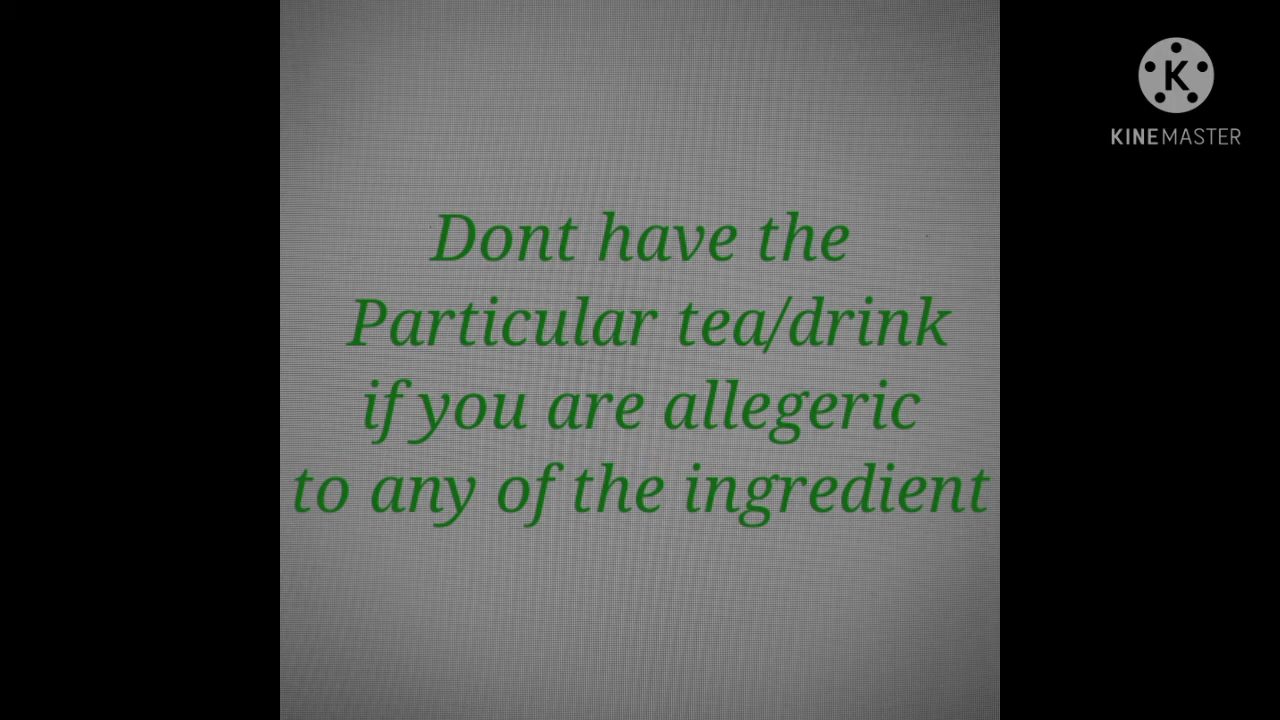 Dont have the
Particular tea/drink
if you are allegeric
to any of the ingredient
K
KINEMASTER